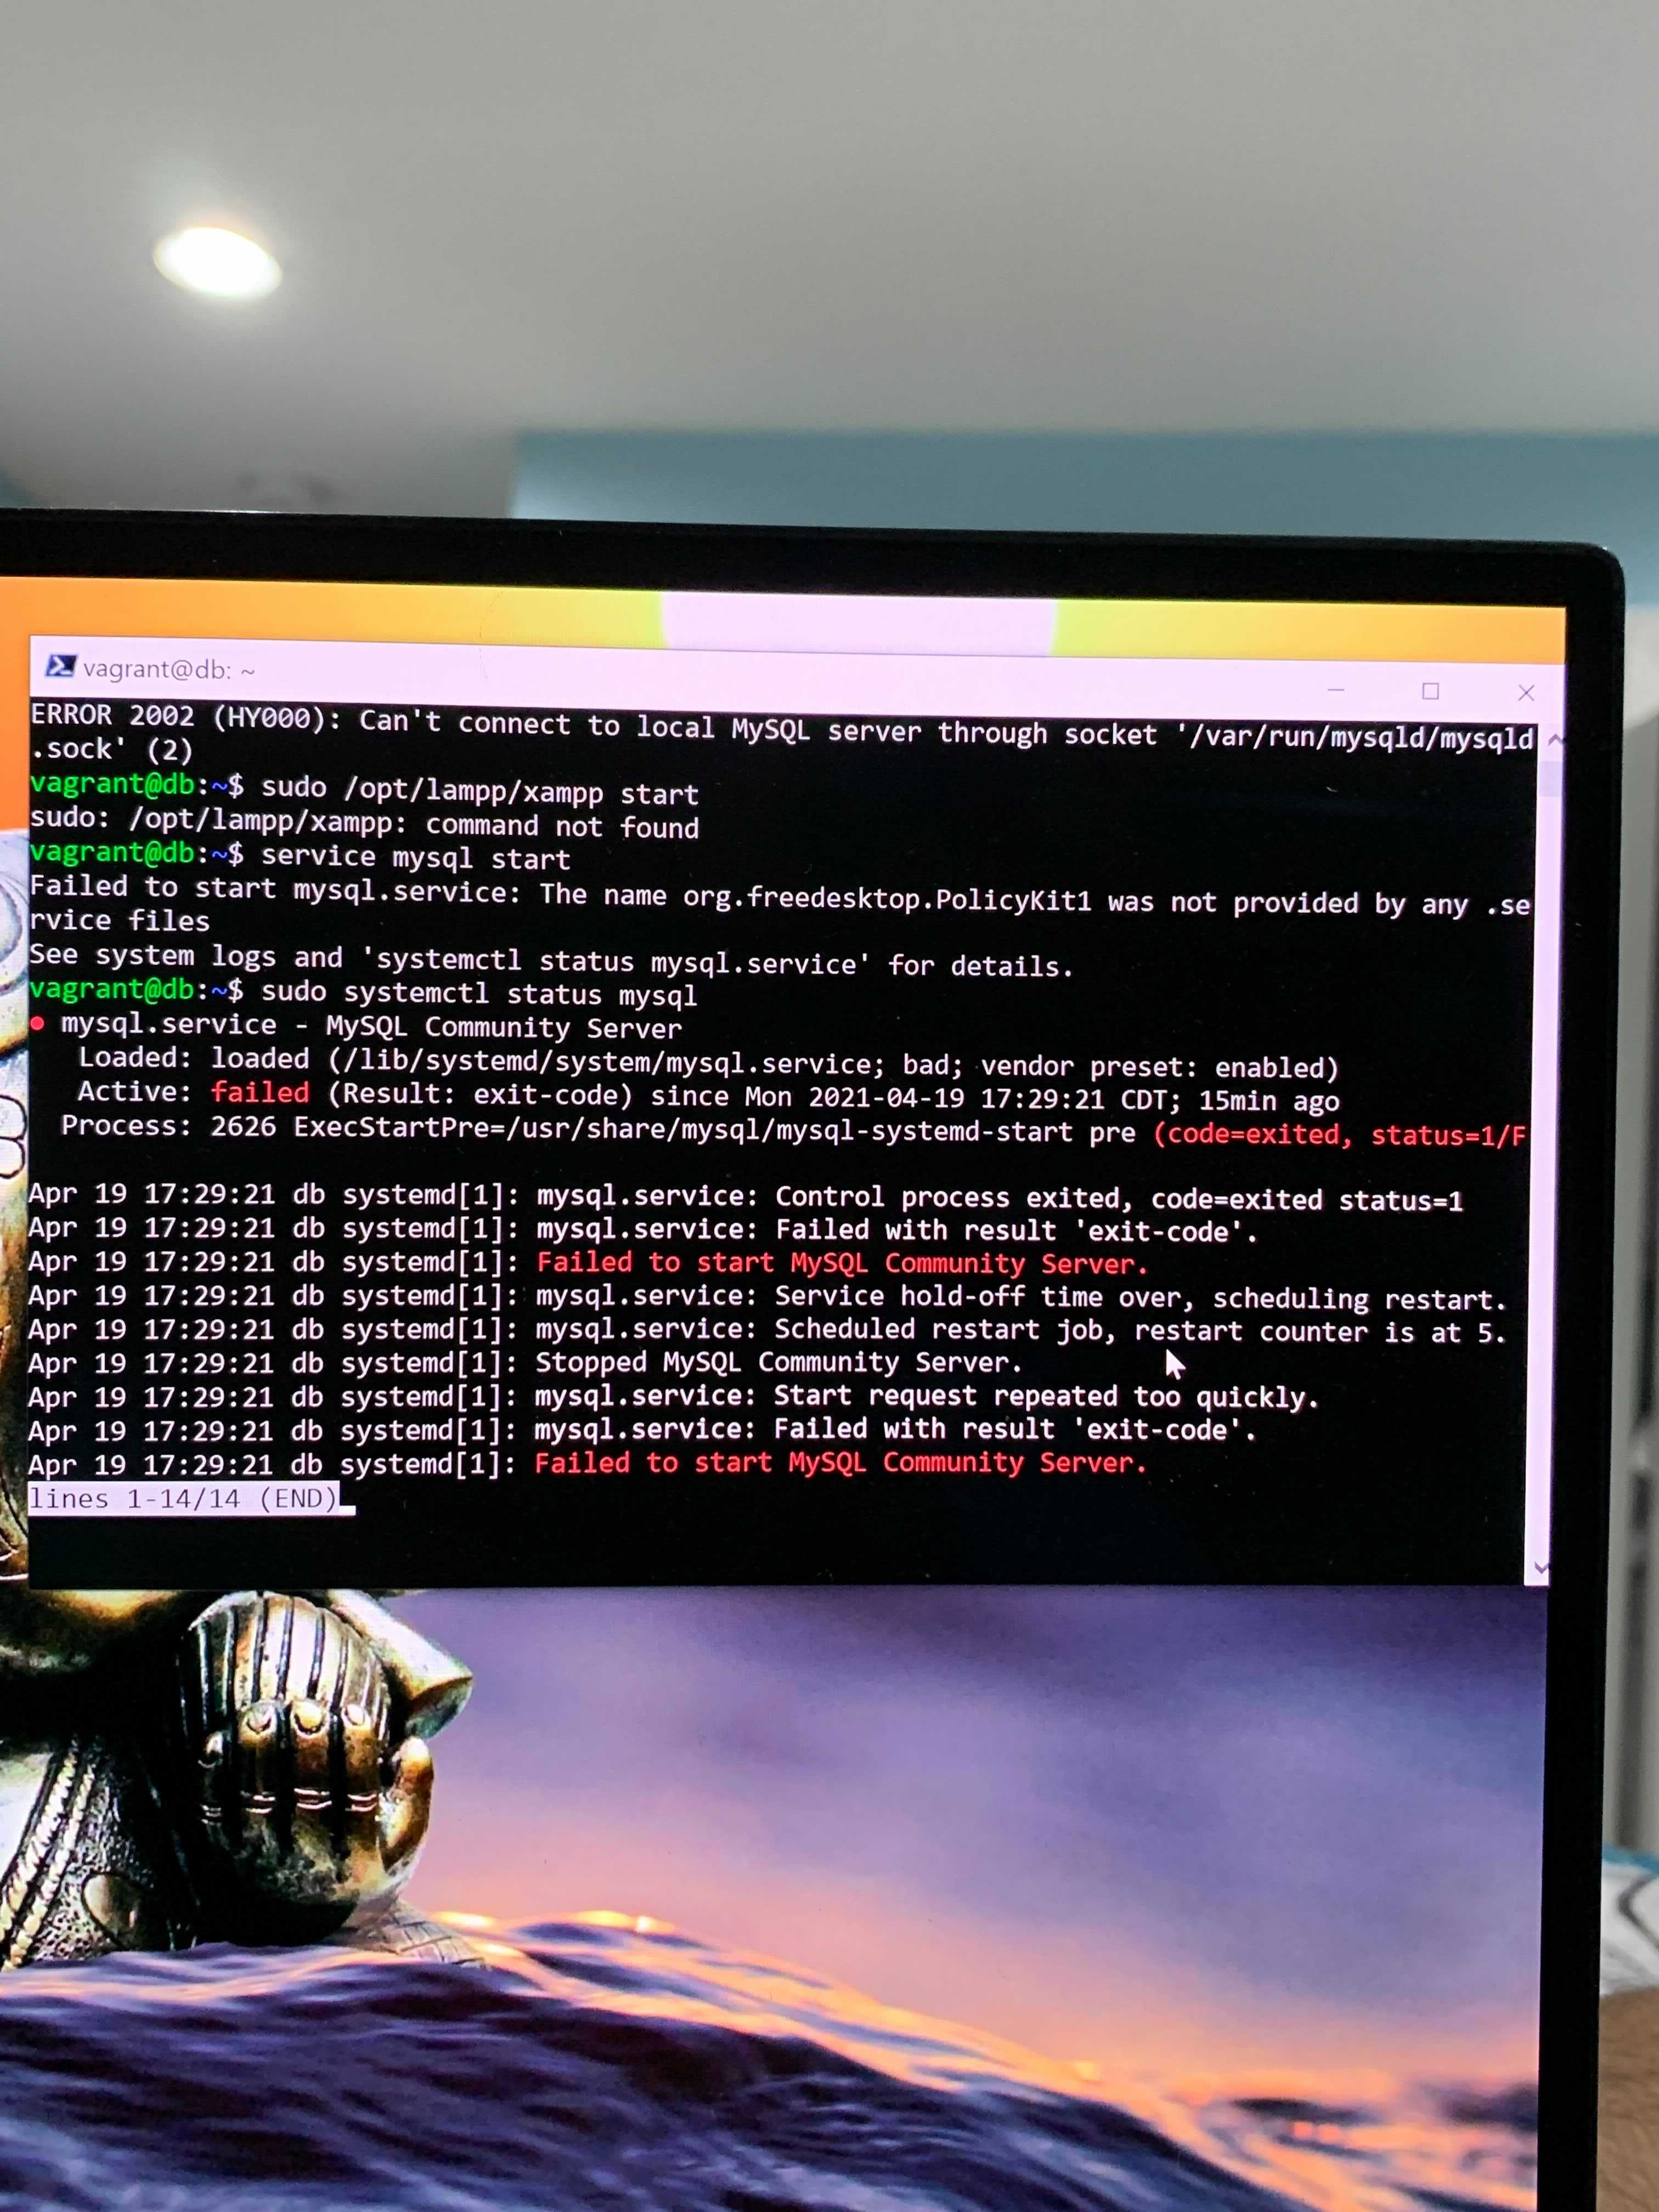 vagrant@db: ~
ERROR 2002 (HY000): Can't connect to local MySQL server through socket '/var/run/mysqld/mysqld
.sock' (2)
vagrant@db:~$ sudo /opt/lampp/xampp start
sudo: /opt/lampp/xampp: command not found
vagrant@db:~$ service mysql start
Failed to start mysql.service: The name org.freedesktop.PolicyKit1 was not provided by any .se
rvice files
See system logs and 'systemctl status mysql.service' for details.
vagrant@db:~$ sudo systemctl status mysql
● mysql.service - MySQL Community Server
Loaded: loaded (/lib/systemd/system/mysql.service; bad; vendor preset: enabled)
Active: failed (Result: exit-code) since Mon 2021-04-19 17:29:21 CDT; 15min ago
Process: 2626 ExecStartPre=/usr/share/mysql/mysql-systemd-start pre (code=exited, status=1/F
Apr 19 17:29:21 db systemd[1]: mysql.service: Control process exited, code=exited status=1
Apr 19 17:29:21 db systemd[1]: mysql.service: Failed with result 'exit-code'.
Apr 19 17:29:21 db systemd[1]: Failed to start MySQL Community Server.
Apr 19 17:29:21 db systemd[1]: mysql.service: Service hold-off time over, scheduling restart.
Apr 19 17:29:21 db systemd[1]: mysql.service: Scheduled restart job, restart counter is at 5.
Apr 19 17:29:21 db systemd[1]: Stopped MySQL Community Server.
Apr 19 17:29:21 db systemd[1]: mysql.service: Start request repeated too quickly.
Apr 19 17:29:21 db systemd[1]: mysql.service: Failed with result 'exit-code'.
Apr 19 17:29:21 db systemd[1]: Failed to start MySQL Community Server.
lines 1-14/14 (END)